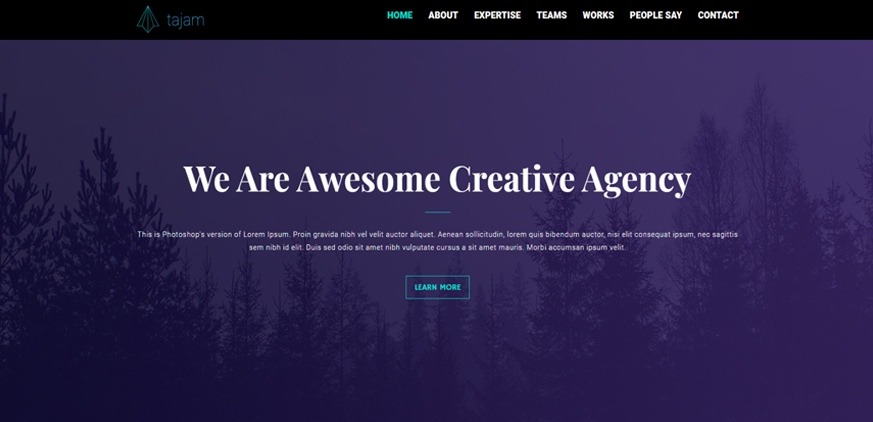 tajam
HOME ABOUT EXPERTISE TEAMS WORKS PEOPLE SAY CONTACT
We Are Awesome Creative Agency
This is Photoshop's version of Lorem Ipsum. Proin gravida nibh vel velit auctor aliquet. Aenean sollicitudin, lorem quis bibendum auctor, nisi elit consequat ipsum, nec sagittis
sem nibh id elit. Duis sed odio sit amet nibh vulputate cursus a sit amet mauris. Morbi accumsan ipsum velit.
LEARN MORE